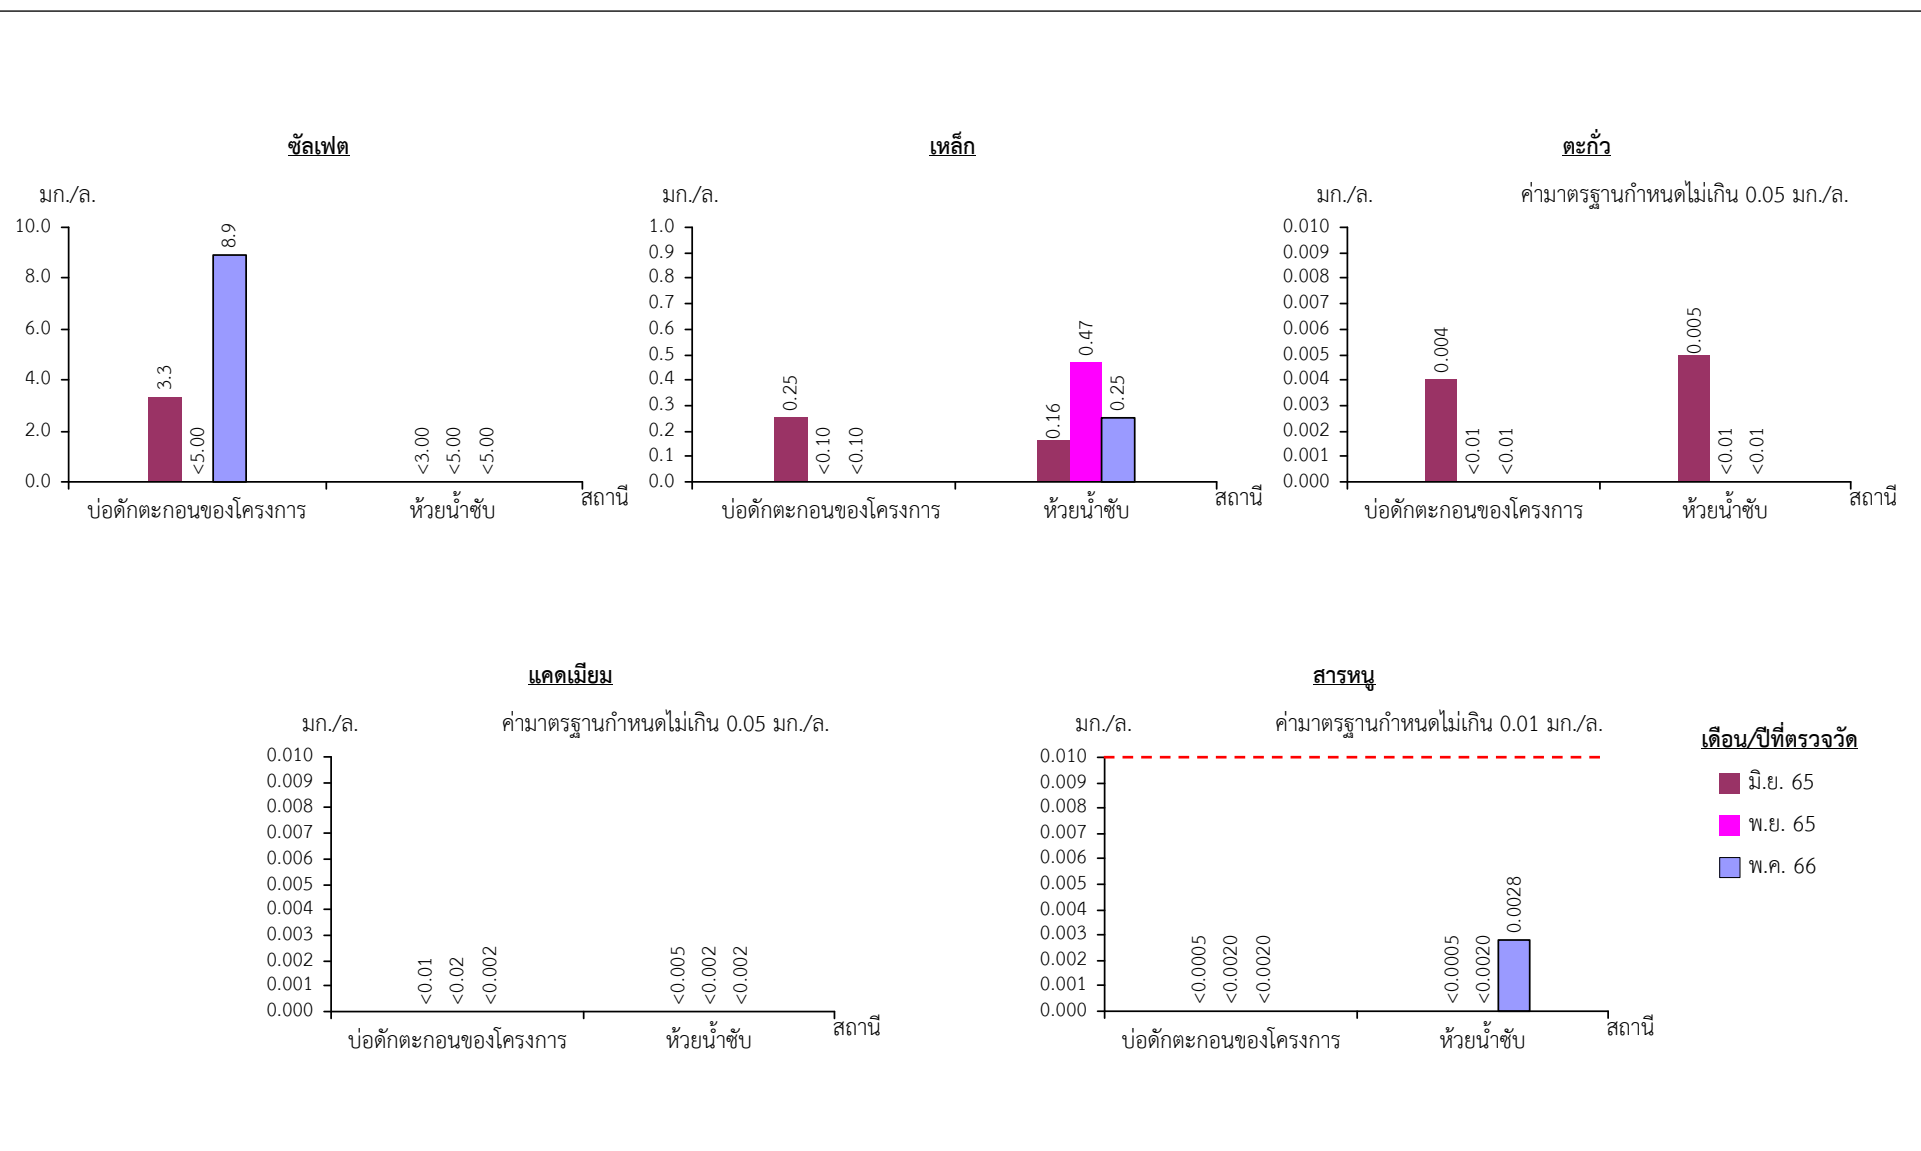 ซัลเฟต
มก./ล.
10.0
8.0
6.0
4.0
2.0
0.0
3.3
<5.00
8.9
<3.00
<5.00
<5.00
บ่อดักตะกอนของโครงการ
ห้วยน้ำซับ
สถานี
เหล็ก
มก./ล.
1.0
0.9
0.8
0.7
0.6
0.5
0.4
0.3
0.2
0.1
0.0
0.25
<0.10
<0.10
0.16
0.47
0.25
บ่อดักตะกอนของโครงการ
ห้วยน้ำซับ
สถานี
ตะกั่ว
มก./ล.
ค่ามาตรฐานกำหนดไม่เกิน 0.05 มก./ล.
0.010
0.009
0.008
0.007
0.006
0.005
0.004
0.003
0.002
0.001
0.000
0.004
<0.01
<0.01
0.005
<0.01
<0.01
บ่อดักตะกอนของโครงการ
ห้วยน้ำซับ
สถานี
แคดเมียม
มก./ล.
ค่ามาตรฐานกำหนดไม่เกิน 0.05 มก./ล.
0.010
0.009
0.008
0.007
0.006
0.005
0.004
0.003
0.002
0.001
0.000
<0.01
<0.02
<0.002
<0.005
<0.002
<0.002
บ่อดักตะกอนของโครงการ
ห้วยน้ำซับ
สถานี
สารหนู
มก./ล.
ค่ามาตรฐานกำหนดไม่เกิน 0.01 มก./ล.
0.010
0.009
0.008
0.007
0.006
0.005
0.004
0.003
0.002
0.001
0.000
<0.0005
<0.0020
<0.0020
<0.0005
<0.0020
0.0028
บ่อดักตะกอนของโครงการ
ห้วยน้ำซับ
สถานี
เดือน/ปีที่ตรวจวัด
มิ.ย. 65
พ.ย. 65
พ.ค. 66